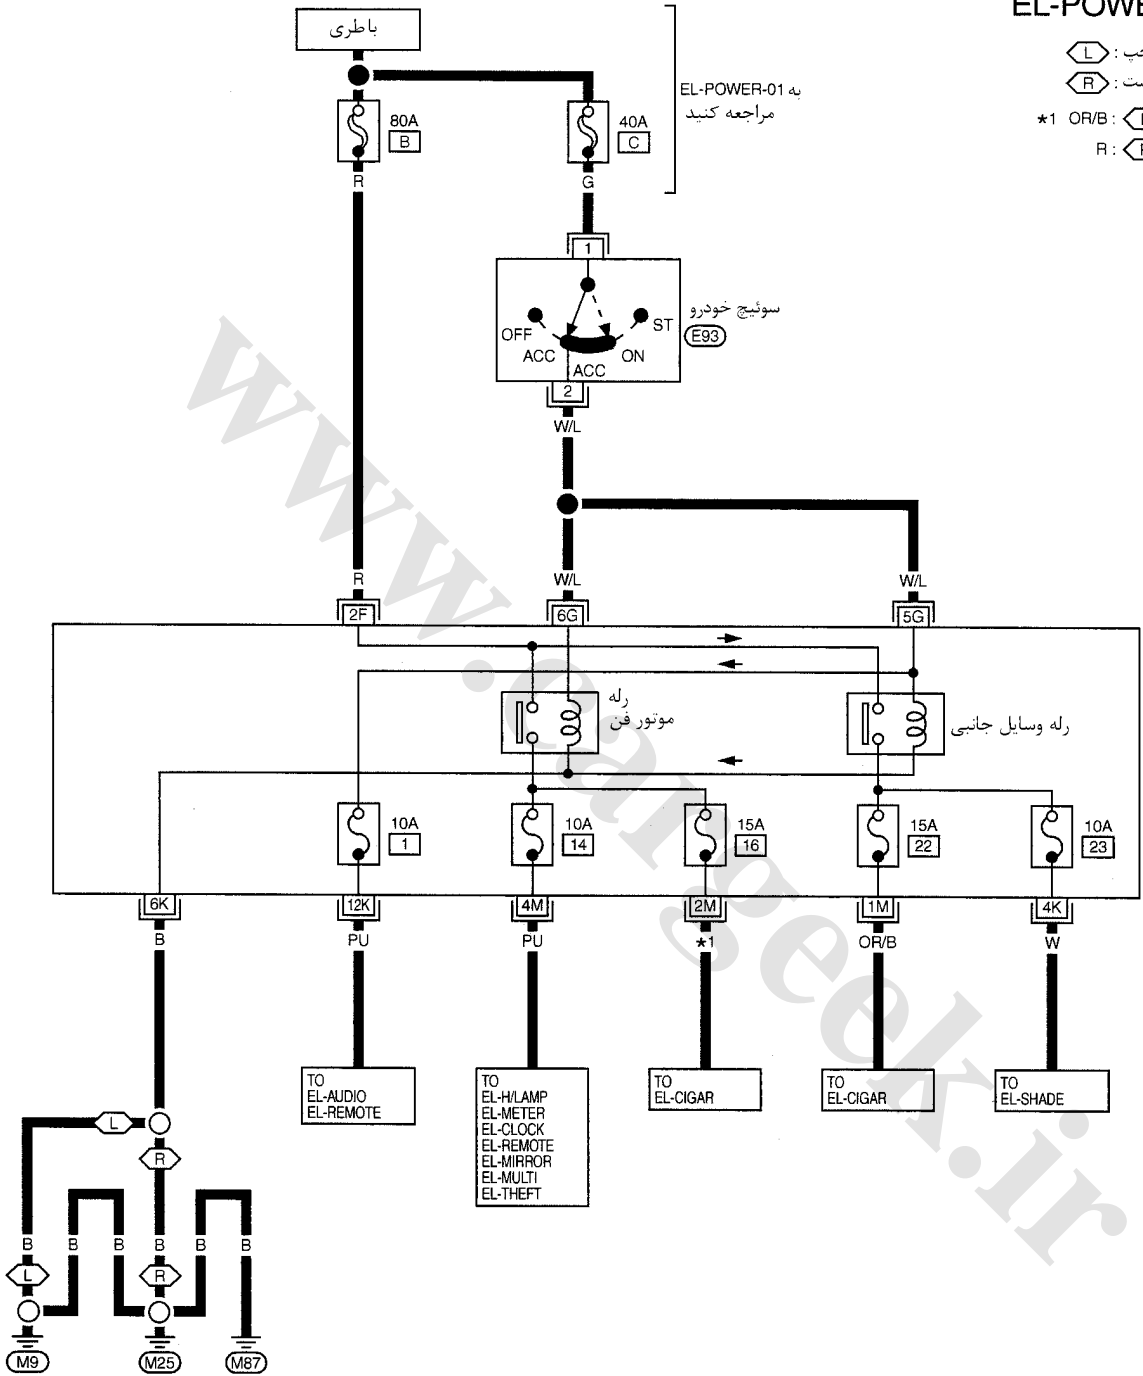 EL-POWE
باطری
L
R
*1 OR/B :
R :
به EL-POWER-01
مراجعه کنید
80A
B
40A
C
R
G
1
سوئیچ خودرو
E93
OFF
ACC
ACC
ON
ST
2
W/L
R
W/L
W/L
2F
6G
5G
رله
موتور فن
رله وسایل جانبی
10A
1
10A
14
15A
16
15A
22
10A
23
6K
12K
4M
2M
1M
4K
B
PU
PU
*1
OR/B
W
TO
EL-AUDIO
EL-REMOTE
TO
EL-H/LAMP
EL-METER
EL-CLOCK
EL-REMOTE
EL-MIRROR
EL-MULTI
EL-THEFT
TO
EL-CIGAR
TO
EL-CIGAR
TO
EL-SHADE
L
R
B
B
B
B
B
B
L
R
M9
M25
M87
www.cargeek.ir